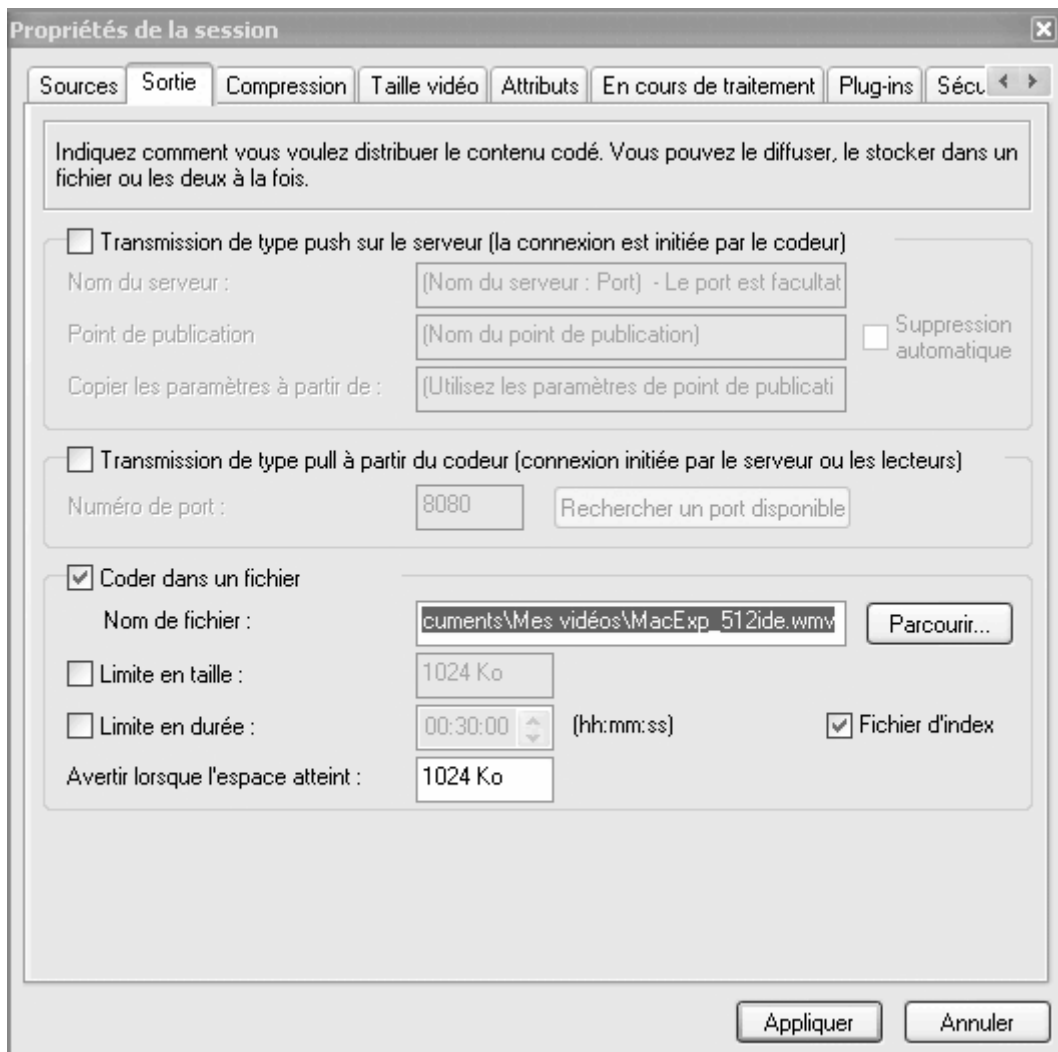 Propriétés de la session
Sources Sortie Compression Taille vidéo Attributs En cours de traitement Plug-ins Sécu
Indiquez comment vous voulez distribuer le contenu codé. Vous pouvez le diffuser, le stocker dans un
fichier ou les deux à la fois.
Transmission de type push sur le serveur (la connexion est initiée par le codeur)
Nom du serveur : (Nom du serveur : Port) - Le port est facultat
Point de publication (Nom du point de publication) Suppression
automatique
Copier les paramètres à partir de : (Utilisez les paramètres de point de publicati
Transmission de type pull à partir du codeur (connexion initiée par le serveur ou les lecteurs)
Numéro de port : 8080 Rechercher un port disponible
Coder dans un fichier
Nom de fichier : cuments\Mes vidéos\MacExp_512ide.wmv Parcourir...
Limite en taille : 1024 Ko
Limite en durée : 00:30:00 (hh:mm:ss) Fichier d'index
Avertir lorsque l'espace atteint : 1024 Ko
Appliquer Annuler